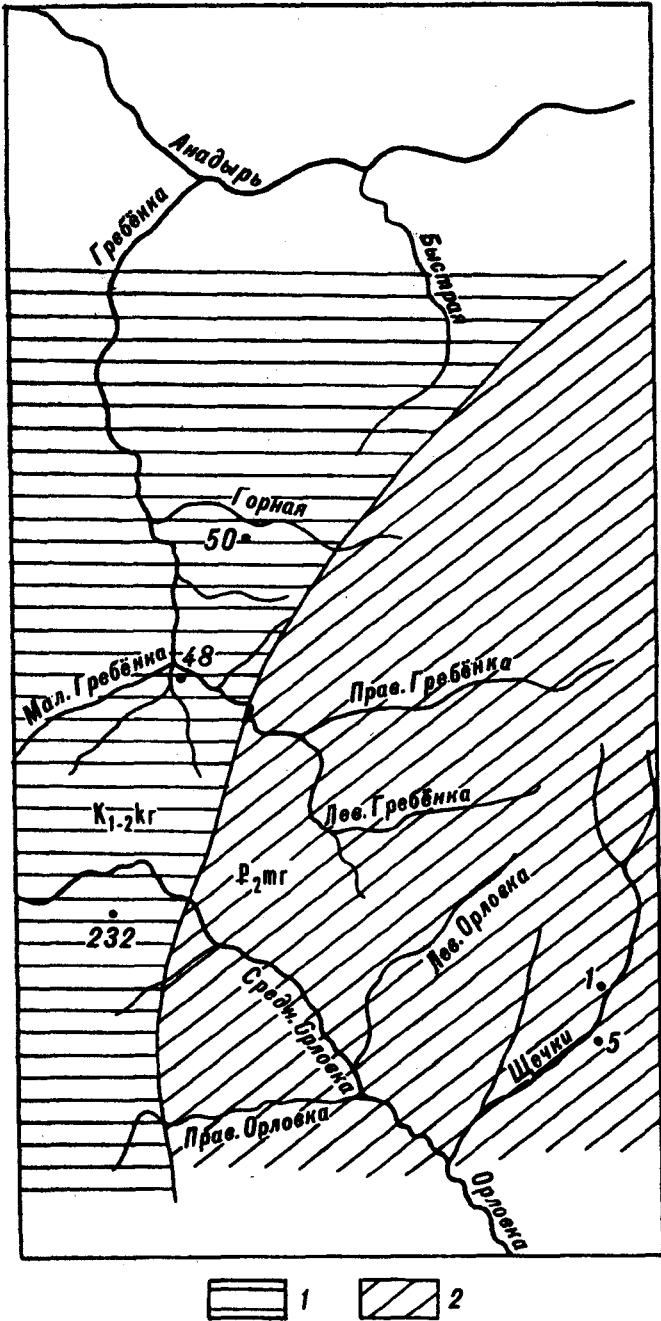 Анадырь
Гребёнка
Быстрая
Горная
50
48
Мал. Гребёнка
Прав. Гребёнка
Лев. Гребёнка
K₁₋₂kr
₽₂mr
232
Лев. Орловка
Средн. Орловка
1
5
Щечки
Прав. Орловка
Орловка
1
2